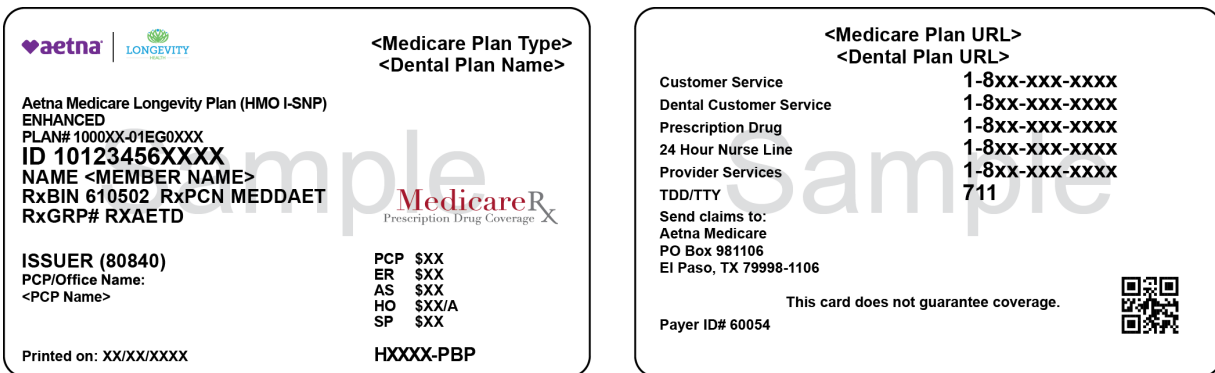 aetna
LONGEVITY
HEALTH
<Medicare Plan Type>
<Dental Plan Name>
Aetna Medicare Longevity Plan (HMO I-SNP)
ENHANCED
PLAN# 1000XX-01EG0XXX
ID 10123456XXXX
NAME <MEMBER NAME>
RxBIN 610502 RxPCN MEDDAET
RxGRP# RXAETD
MedicareRx
Prescription Drug Coverage
Sample
ISSUER (80840)
PCP/Office Name:
<PCP Name>
PCP $XX
ER $XX
AS $XX
HO $XX/A
SP $XX
Printed on: XX/XX/XXXX
HXXXX-PBP
<Medicare Plan URL>
<Dental Plan URL>
Customer Service 1-8xx-xxx-xxxx
Dental Customer Service 1-8xx-xxx-xxxx
Prescription Drug 1-8xx-xxx-xxxx
24 Hour Nurse Line 1-8xx-xxx-xxxx
Provider Services 1-8xx-xxx-xxxx
TDD/TTY 711
Sample
Send claims to:
Aetna Medicare
PO Box 981106
El Paso, TX 79998-1106
This card does not guarantee coverage.
Payer ID# 60054